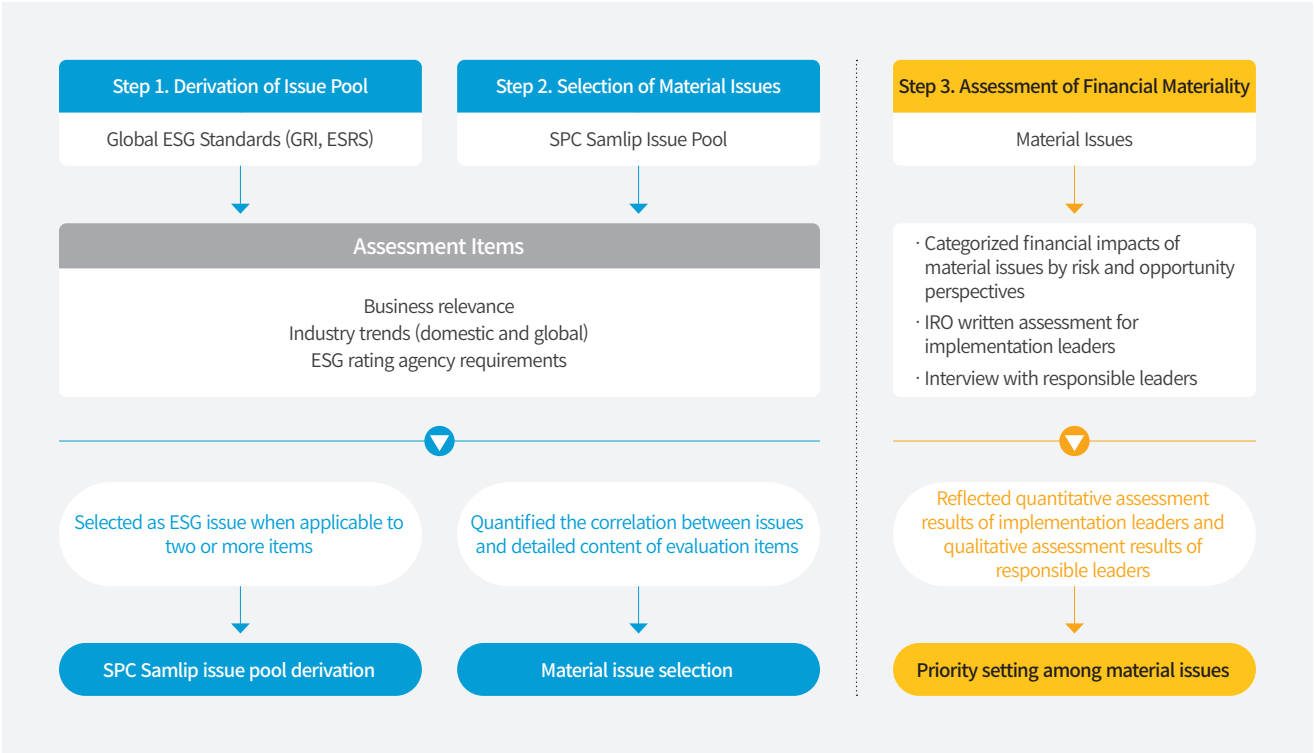 Step 1. Derivation of Issue Pool
Global ESG Standards (GRI, ESRS)
Step 2. Selection of Material Issues
SPC Samlip Issue Pool
Assessment Items
Business relevance
Industry trends (domestic and global)
ESG rating agency requirements
Selected as ESG issue when applicable to
two or more items
Quantified the correlation between issues
and detailed content of evaluation items
SPC Samlip issue pool derivation
Material issue selection
Step 3. Assessment of Financial Materiality
Material Issues
· Categorized financial impacts of
material issues by risk and opportunity
perspectives
· IRO written assessment for
implementation leaders
· Interview with responsible leaders
Reflected quantitative assessment
results of implementation leaders and
qualitative assessment results of
responsible leaders
Priority setting among material issues